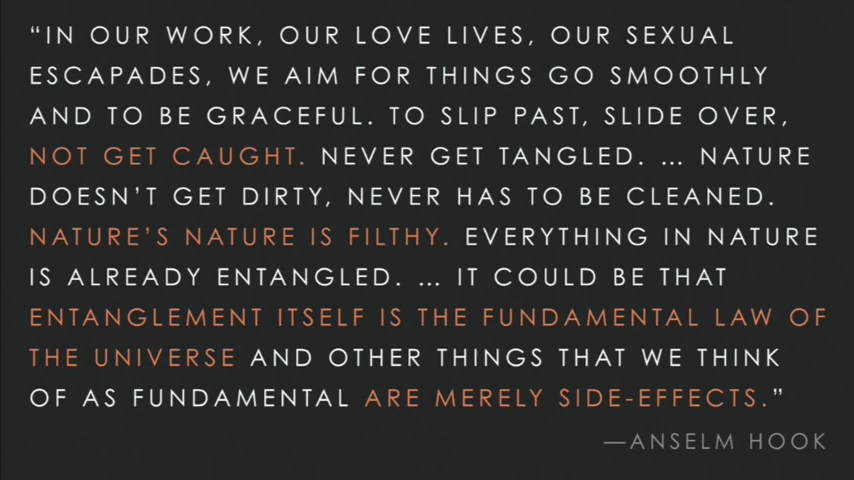 “IN OUR WORK, OUR LOVE LIVES, OUR SEXUAL
ESCAPADES, WE AIM FOR THINGS GO SMOOTHLY
AND TO BE GRACEFUL. TO SLIP PAST, SLIDE OVER,
NOT GET CAUGHT. NEVER GET TANGLED. ... NATURE
DOESN’T GET DIRTY, NEVER HAS TO BE CLEANED.
NATURE’S NATURE IS FILTHY. EVERYTHING IN NATURE
IS ALREADY ENTANGLED. ... IT COULD BE THAT
ENTANGLEMENT ITSELF IS THE FUNDAMENTAL LAW OF
THE UNIVERSE AND OTHER THINGS THAT WE THINK
OF AS FUNDAMENTAL ARE MERELY SIDE-EFFECTS.”
—ANSELM HOOK